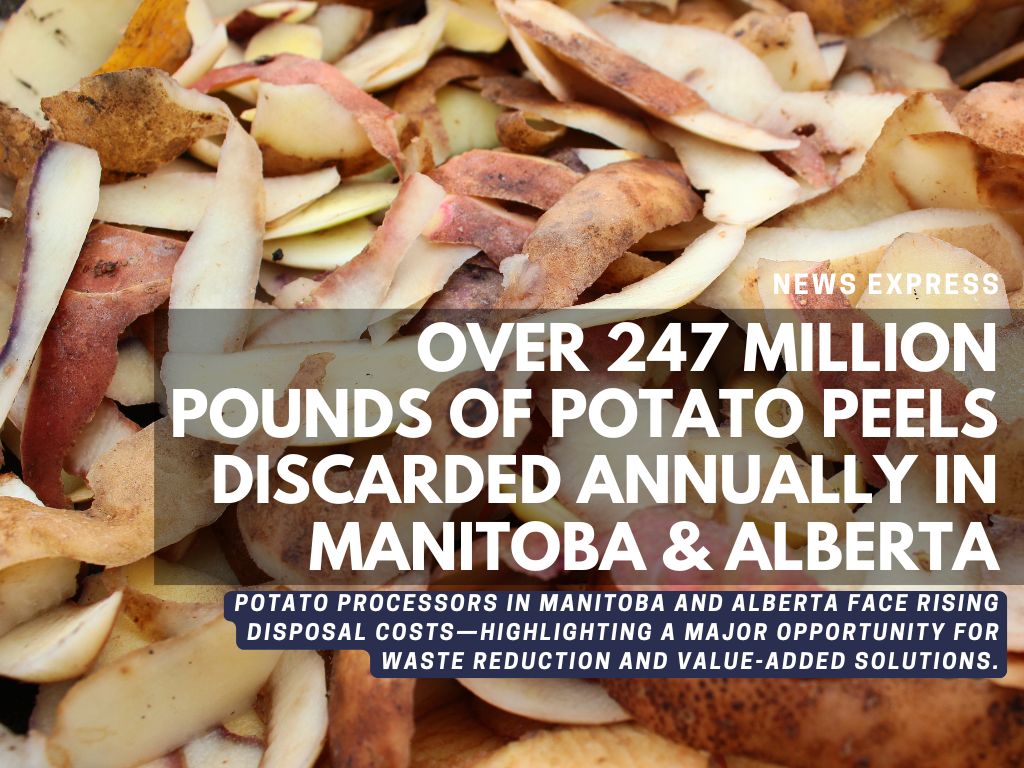 NEWS EXPRESS
OVER 247 MILLION
POUNDS OF POTATO PEELS
DISCARDED ANNUALLY IN
MANITOBA & ALBERTA
POTATO PROCESSORS IN MANITOBA AND ALBERTA FACE RISING
DISPOSAL COSTS—HIGHLIGHTING A MAJOR OPPORTUNITY FOR
WASTE REDUCTION AND VALUE-ADDED SOLUTIONS.